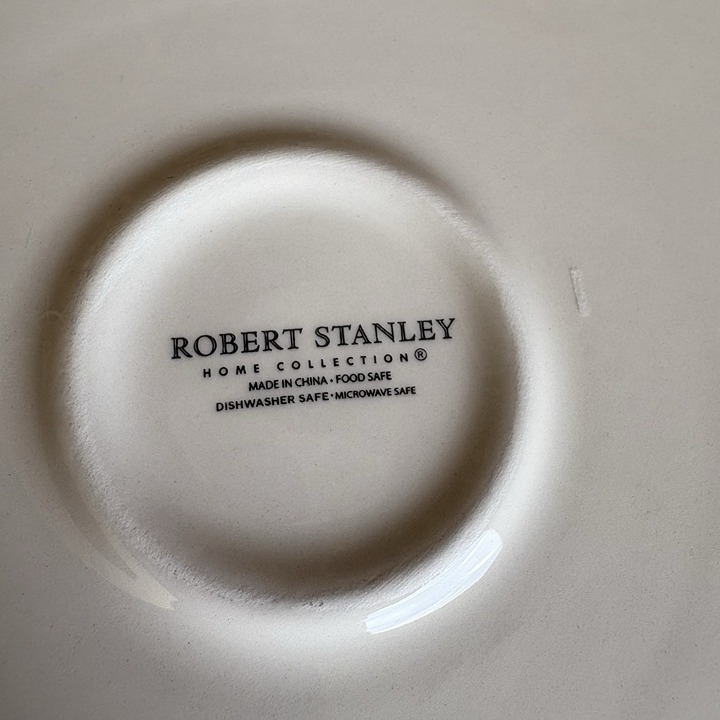 ROBERT STANLEY
HOME COLLECTION®
MADE IN CHINA • FOOD SAFE
DISHWASHER SAFE • MICROWAVE SAFE